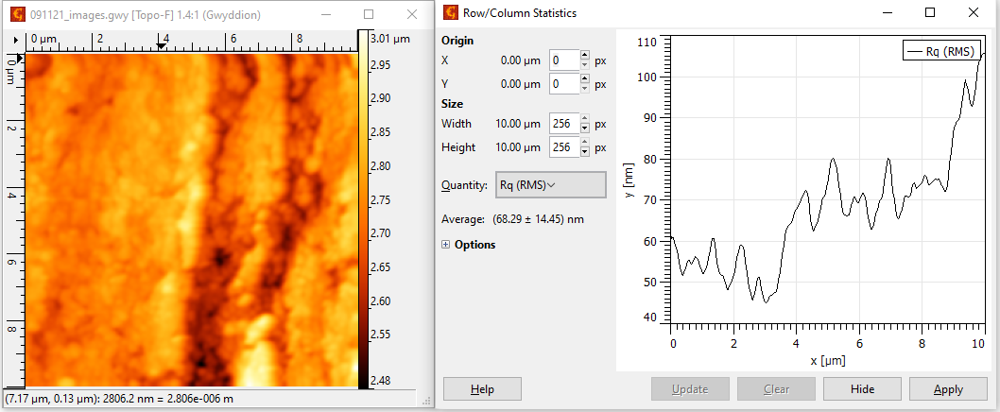 091121_images.gwy [Topo-F] 1.4:1 (Gwyddion)
0 µm 2 4 6 8
0 µm
2
4
6
8
3.01 µm
2.95
2.90
2.85
2.80
2.75
2.70
2.65
2.60
2.55
2.48
(7.17 µm, 0.13 µm): 2806.2 nm = 2.806e-006 m
Row/Column Statistics
Origin
X 0.00 µm 0 px
Y 0.00 µm 0 px
Size
Width 10.00 µm 256 px
Height 10.00 µm 256 px
Quantity: Rq (RMS)
Average: (68.29 ± 14.45) nm
Options
Rq (RMS)
110
100
90
80
70
60
50
40
y [nm]
0 2 4 6 8 10
x [µm]
Help Update Clear Hide Apply